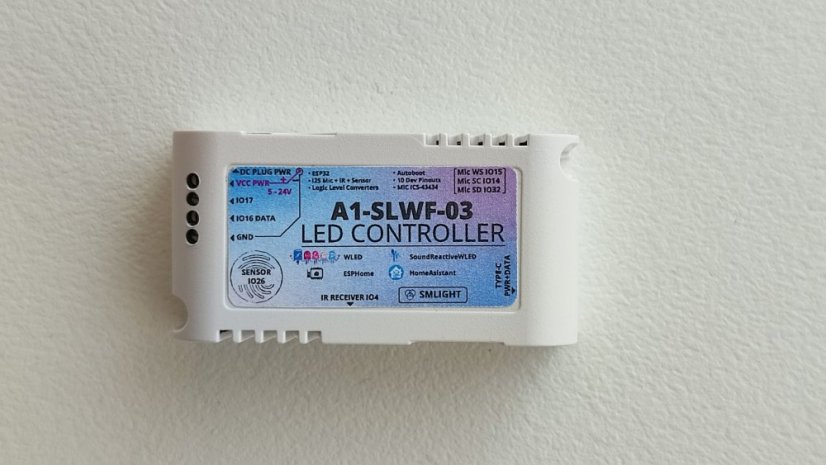 DC PLUG PWR
VCC PWR
5 - 24V
IO17
IO16 DATA
GND
• ESP32
• I2S Mic + IR + Sensor
• Logic Level Converters
• Autoboot
• 10 Dev Pinouts
• MIC ICS-43434
Mic WS IO15
Mic SC IO14
Mic SD IO32
A1-SLWF-03
LED CONTROLLER
WLED
SoundReactiveWLED
ESPHome
HomeAsistant
SENSOR
IO26
IR RECEIVER IO4
SMLIGHT
TYPE-C
PWR+DATA